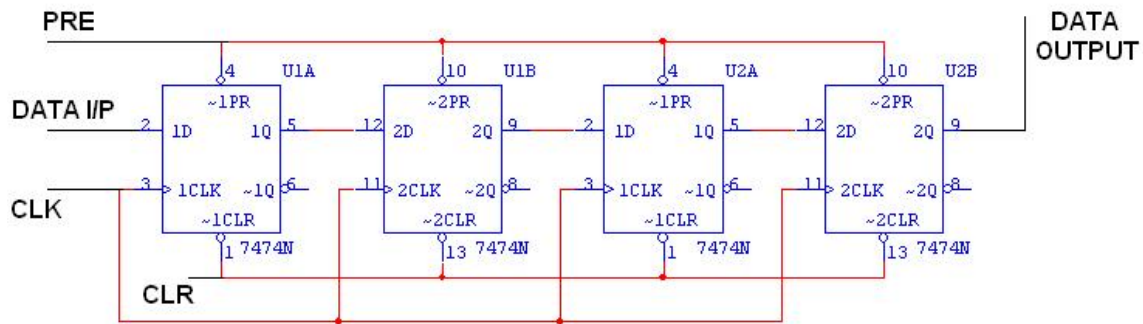 PRE
DATA
OUTPUT
4 U1A
10 U1B
4 U2A
10 U2B
~1PR
~2PR
~1PR
~2PR
DATA I/P
2 1D 1Q 5
12 2D 2Q 9
2 1D 1Q 5
12 2D 2Q 9
CLK
3 1CLK ~1Q 6
11 2CLK ~2Q 8
3 1CLK ~1Q 6
11 2CLK ~2Q 8
~1CLR
~2CLR
~1CLR
~2CLR
1 7474N
13 7474N
1 7474N
13 7474N
CLR